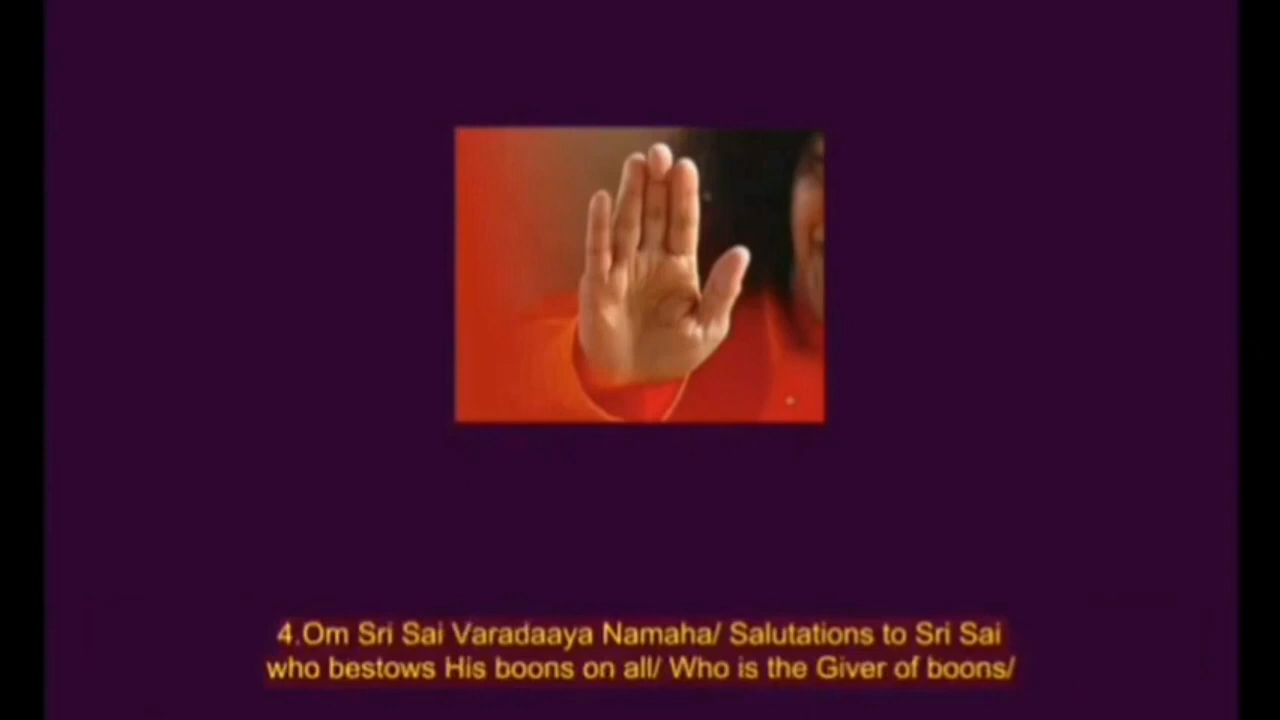 4.Om Sri Sai Varadaaya Namaha/ Salutations to Sri Sai
who bestows His boons on all/ Who is the Giver of boons/